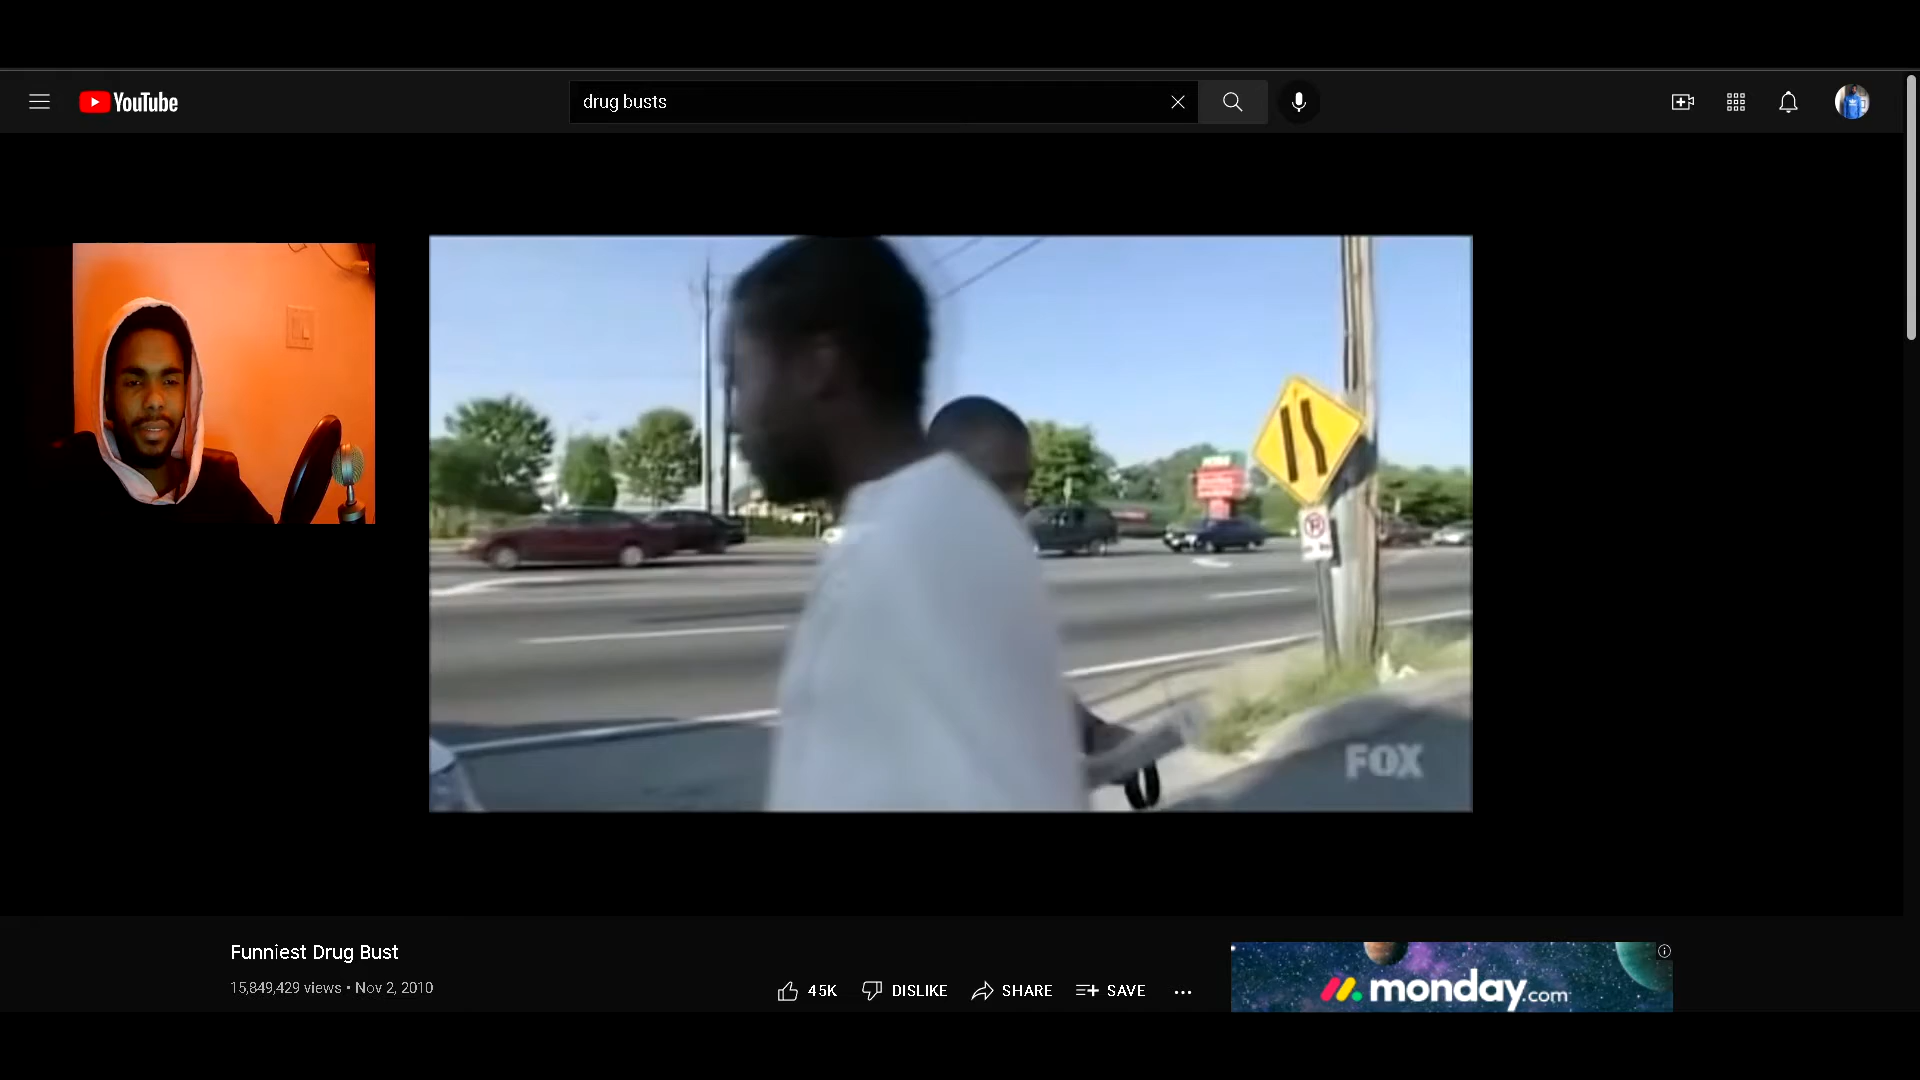 YouTube
drug busts
FOX
Funniest Drug Bust
15,849,429 views • Nov 2, 2010
45K
DISLIKE
SHARE
SAVE
monday.com